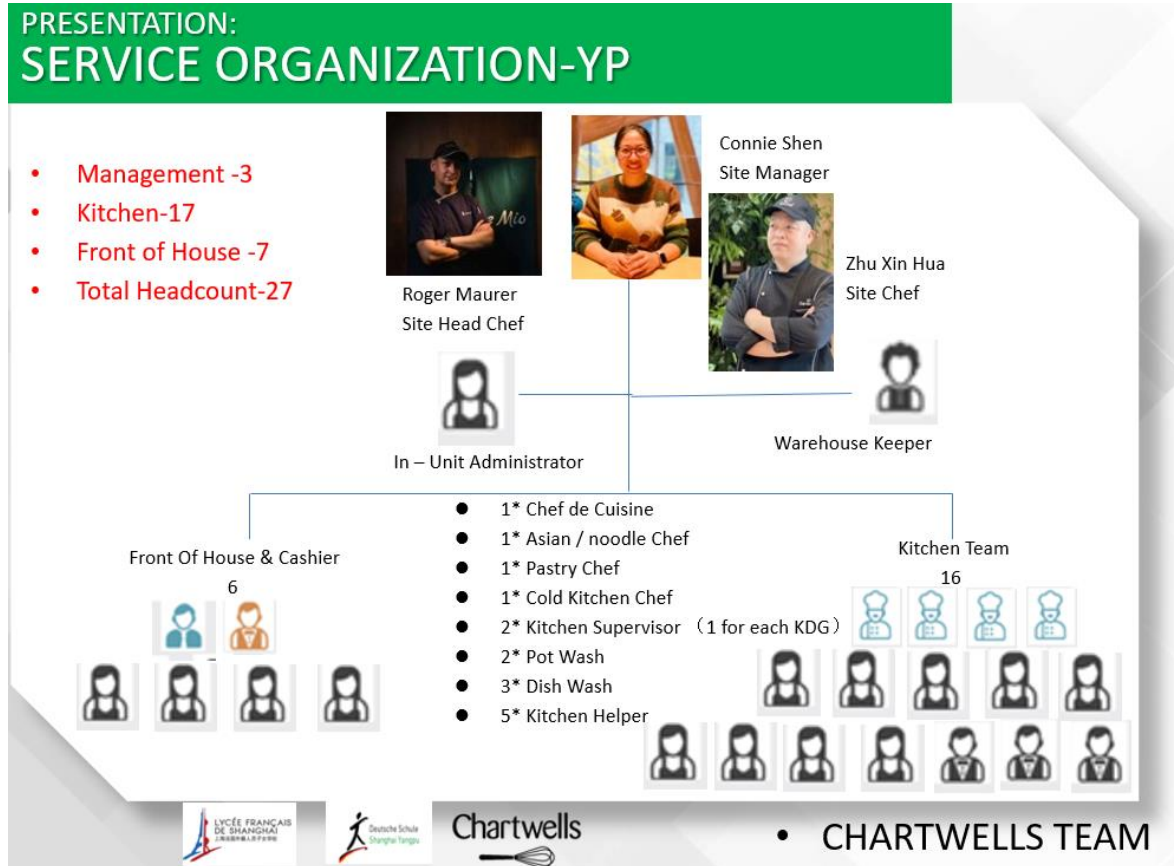 PRESENTATION:
SERVICE ORGANIZATION-YP
• Management -3
• Kitchen-17
• Front of House -7
• Total Headcount-27
Mio
Roger Maurer
Site Head Chef
Connie Shen
Site Manager
Zhu Xin Hua
Site Chef
In – Unit Administrator
Warehouse Keeper
Front Of House & Cashier
6
● 1* Chef de Cuisine
● 1* Asian / noodle Chef
● 1* Pastry Chef
● 1* Cold Kitchen Chef
● 2* Kitchen Supervisor（1 for each KDG）
● 2* Pot Wash
● 3* Dish Wash
● 5* Kitchen Helper
Kitchen Team
16
LYCÉE FRANÇAIS
DE SHANGHAI
Deutsche Schule
Shanghai Yangpu
Chartwells
• CHARTWELLS TEAM